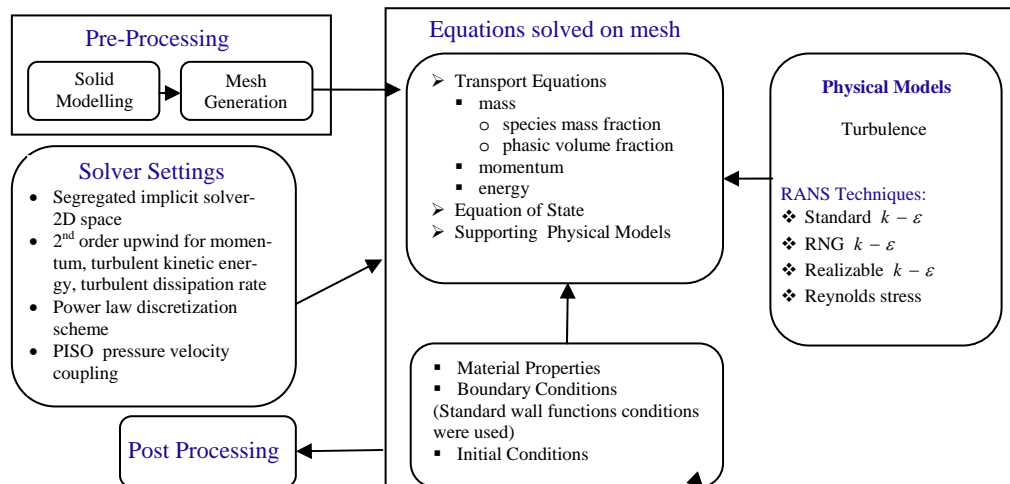 Pre-Processing
Solid
Modelling
Mesh
Generation
Solver Settings
• Segregated implicit solver-
2D space
• 2nd order upwind for momen-
tum, turbulent kinetic ener-
gy, turbulent dissipation rate
• Power law discretization
scheme
• PISO pressure velocity
coupling
Post Processing
Equations solved on mesh
➢ Transport Equations
▪ mass
o species mass fraction
o phasic volume fraction
▪ momentum
▪ energy
➢ Equation of State
➢ Supporting Physical Models
▪ Material Properties
▪ Boundary Conditions
(Standard wall functions conditions
were used)
▪ Initial Conditions
Physical Models
Turbulence
RANS Techniques:
❖ Standard k − ε
❖ RNG k − ε
❖ Realizable k − ε
❖ Reynolds stress